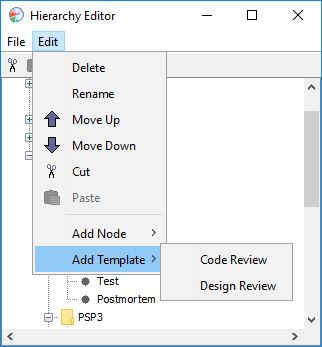 Hierarchy Editor
File Edit
Delete
Rename
Move Up
Move Down
Cut
Paste
Add Node
Add Template
Code Review
Design Review
Test
Postmortem
PSP3